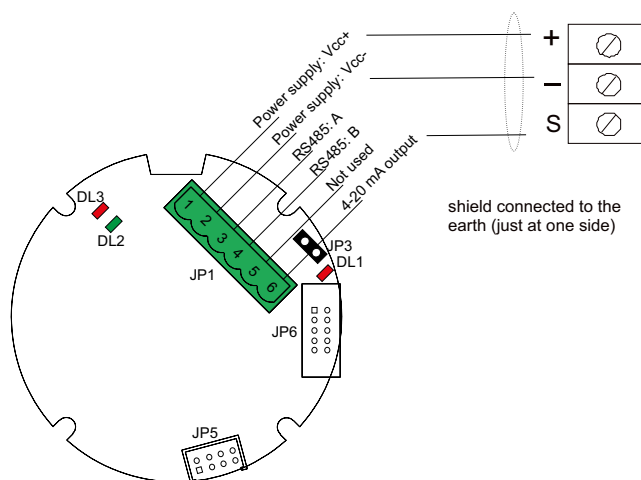 Power supply: Vcc+
Power supply: Vcc-
RS485: A
RS485: B
Not used
4-20 mA output
+
−
S
shield connected to the
earth (just at one side)
DL3
DL2
1
2
3
4
5
6
JP1
JP3
DL1
JP6
JP5